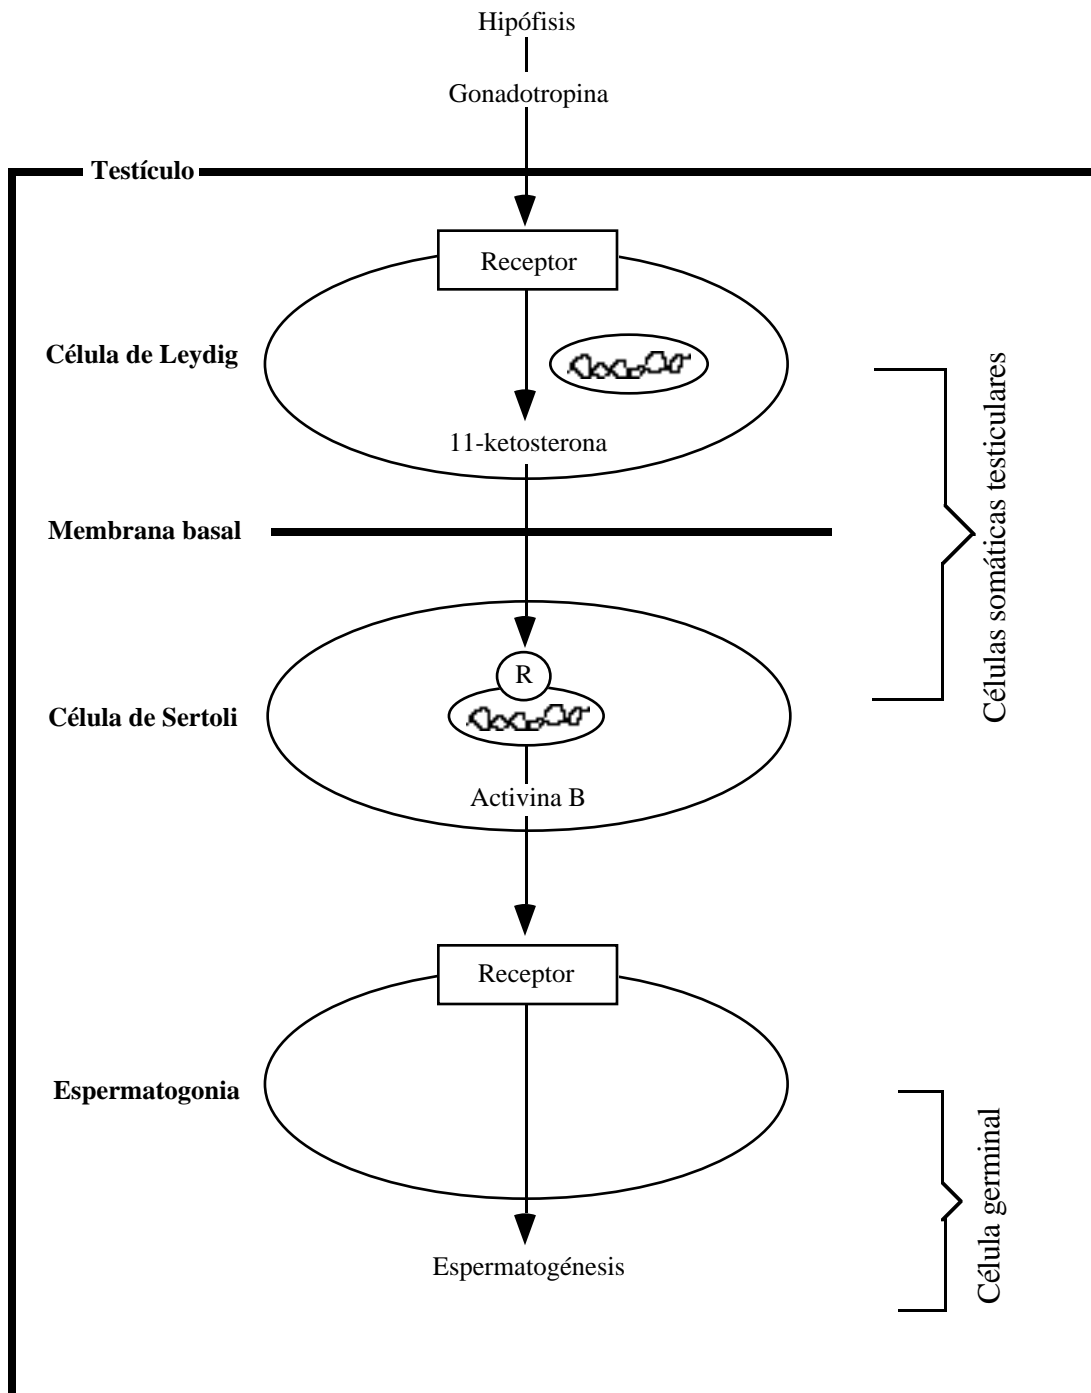 Hipófisis
Gonadotropina
Testículo
Receptor
Célula de Leydig
11-ketosterona
Membrana basal
Células somáticas testiculares
R
Célula de Sertoli
Activina B
Receptor
Espermatogonia
Célula germinal
Espermatogénesis